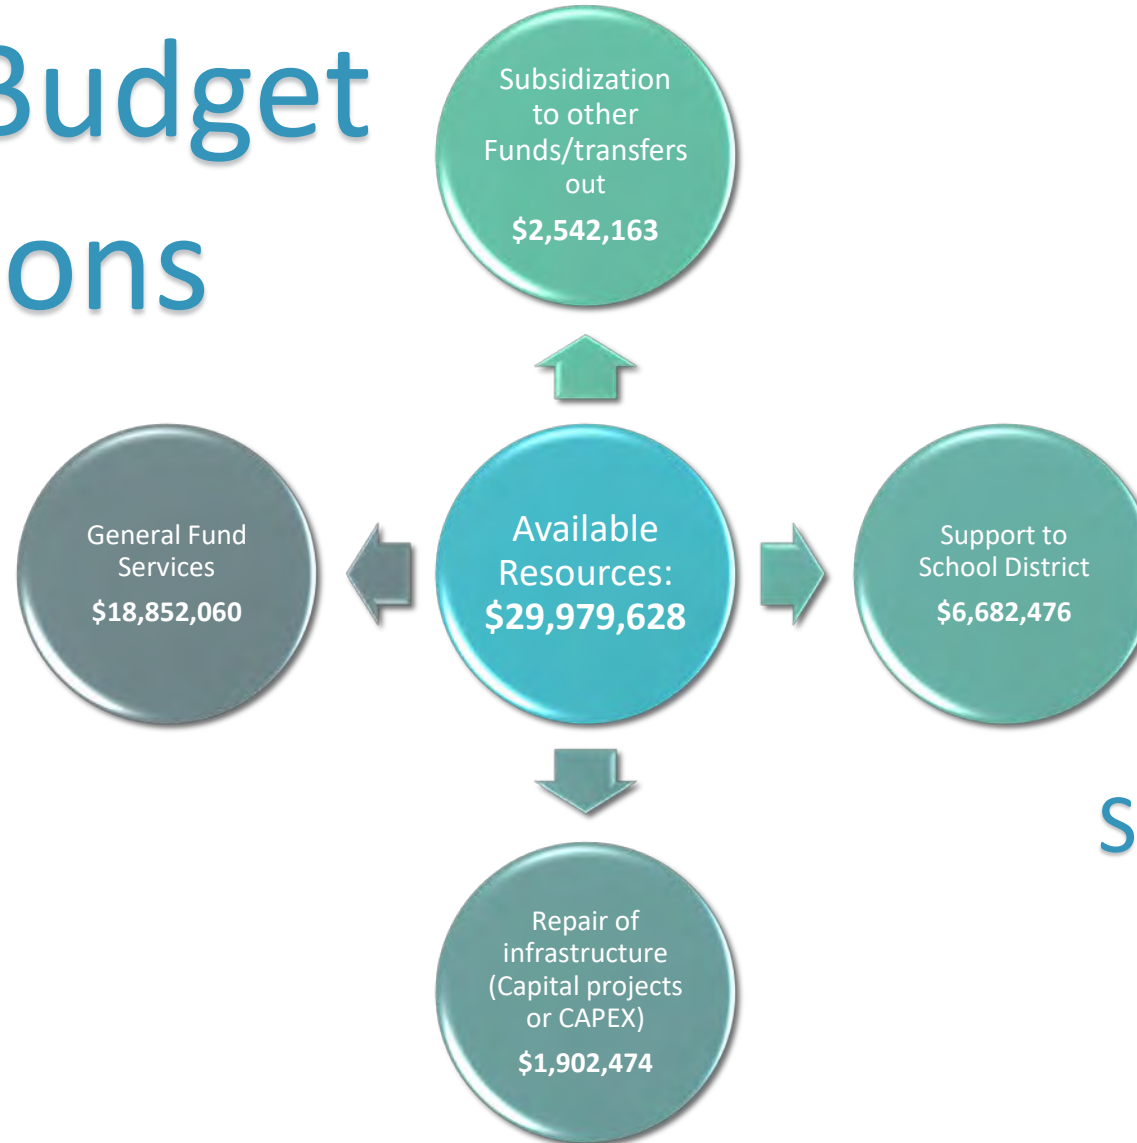 Budget
ons
Subsidization
to other
Funds/transfers
out
$2,542,163
General Fund
Services
$18,852,060
Available
Resources:
$29,979,628
Support to
School District
$6,682,476
S
Repair of
infrastructure
(Capital projects
or CAPEX)
$1,902,474